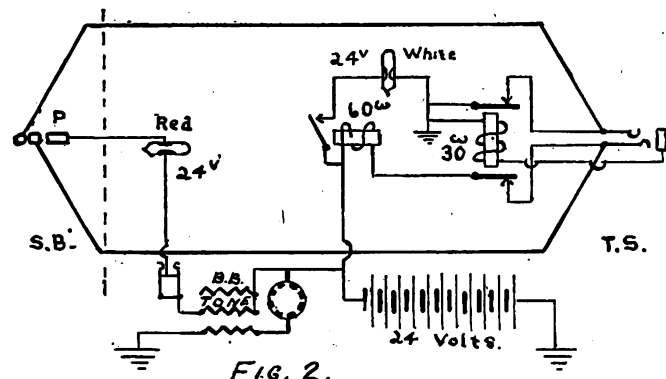 24V White
P Red 60ω
24V
ω
30
S.B. T.S.
B.B.
TONE
24 Volts.
FIG. 2.